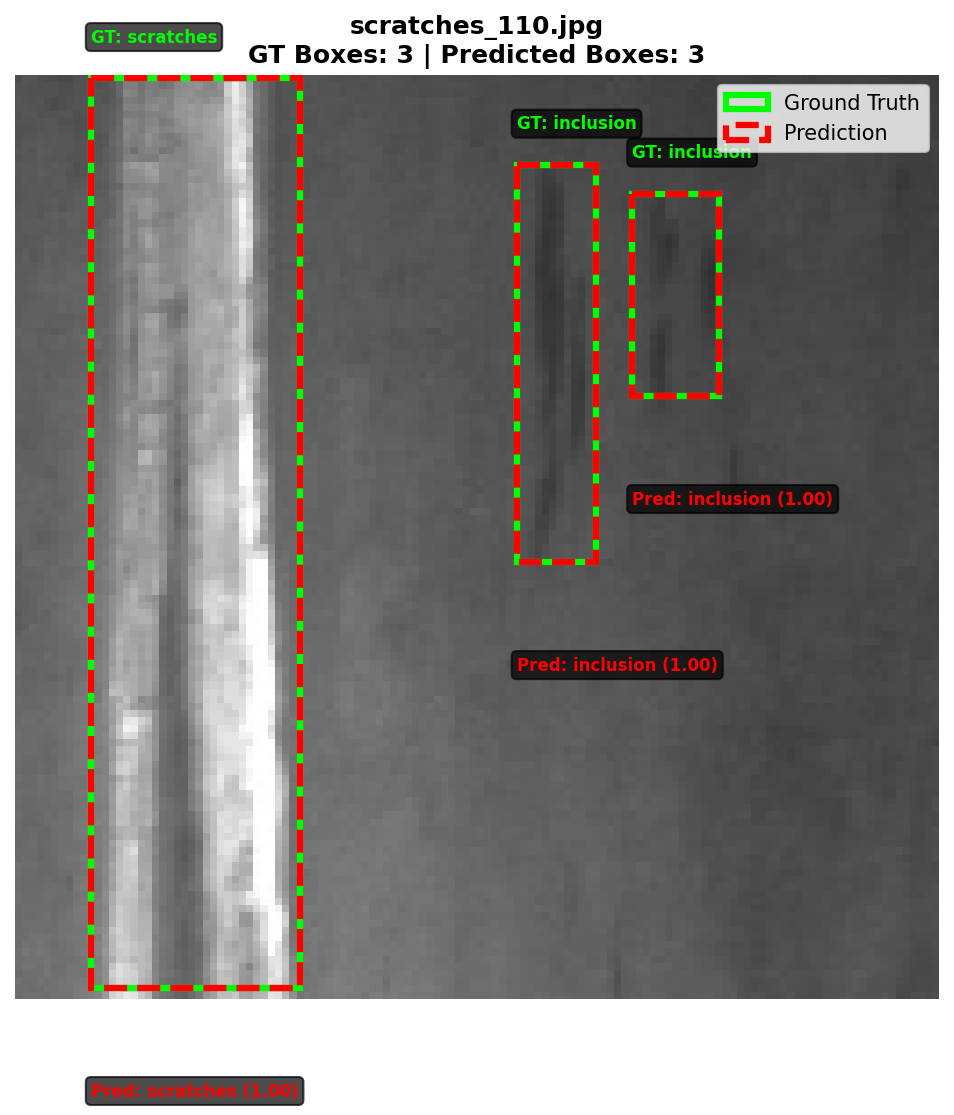 scratches_110.jpg
GT Boxes: 3 | Predicted Boxes: 3
GT: scratches
Ground Truth
Prediction
GT: inclusion
GT: inclusion
Pred: inclusion (1.00)
Pred: inclusion (1.00)
Pred: scratches (1.00)